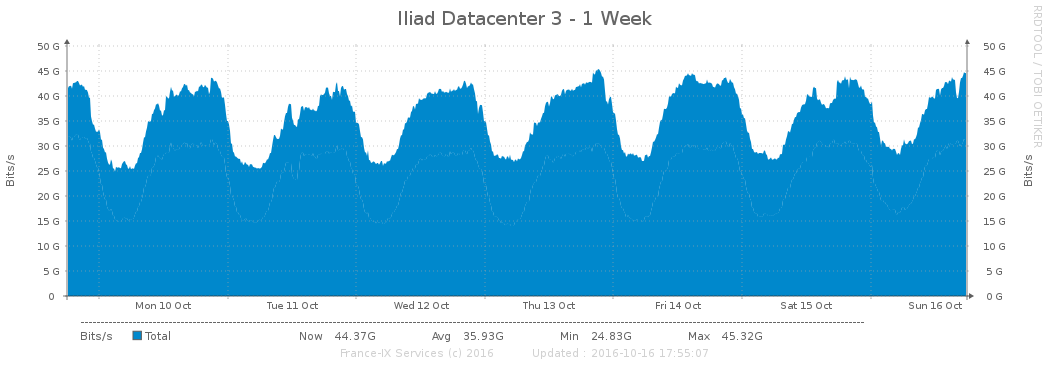 Iliad Datacenter 3 - 1 Week
RRDTOOL / TOBI OETIKER
50 G 50 G
45 G 45 G
40 G 40 G
35 G 35 G
30 G 30 G
25 G 25 G
20 G 20 G
15 G 15 G
10 G 10 G
5 G 5 G
0 0 G
Bits/s
Bits/s
Mon 10 Oct Tue 11 Oct Wed 12 Oct Thu 13 Oct Fri 14 Oct Sat 15 Oct Sun 16 Oct
Bits/s Total Now 44.37G Avg 35.93G Min 24.83G Max 45.32G
France-IX Services (c) 2016 Updated : 2016-10-16 17:55:07